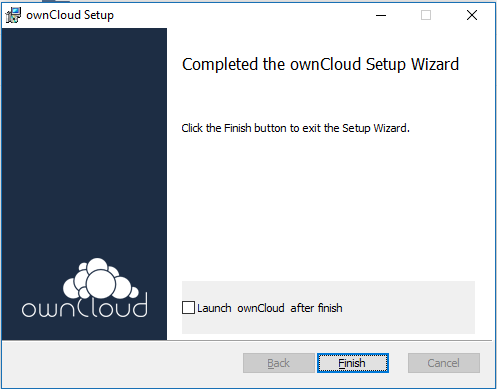 ownCloud Setup
Completed the ownCloud Setup Wizard
Click the Finish button to exit the Setup Wizard.
ownCloud
Launch ownCloud after finish
Back Finish Cancel